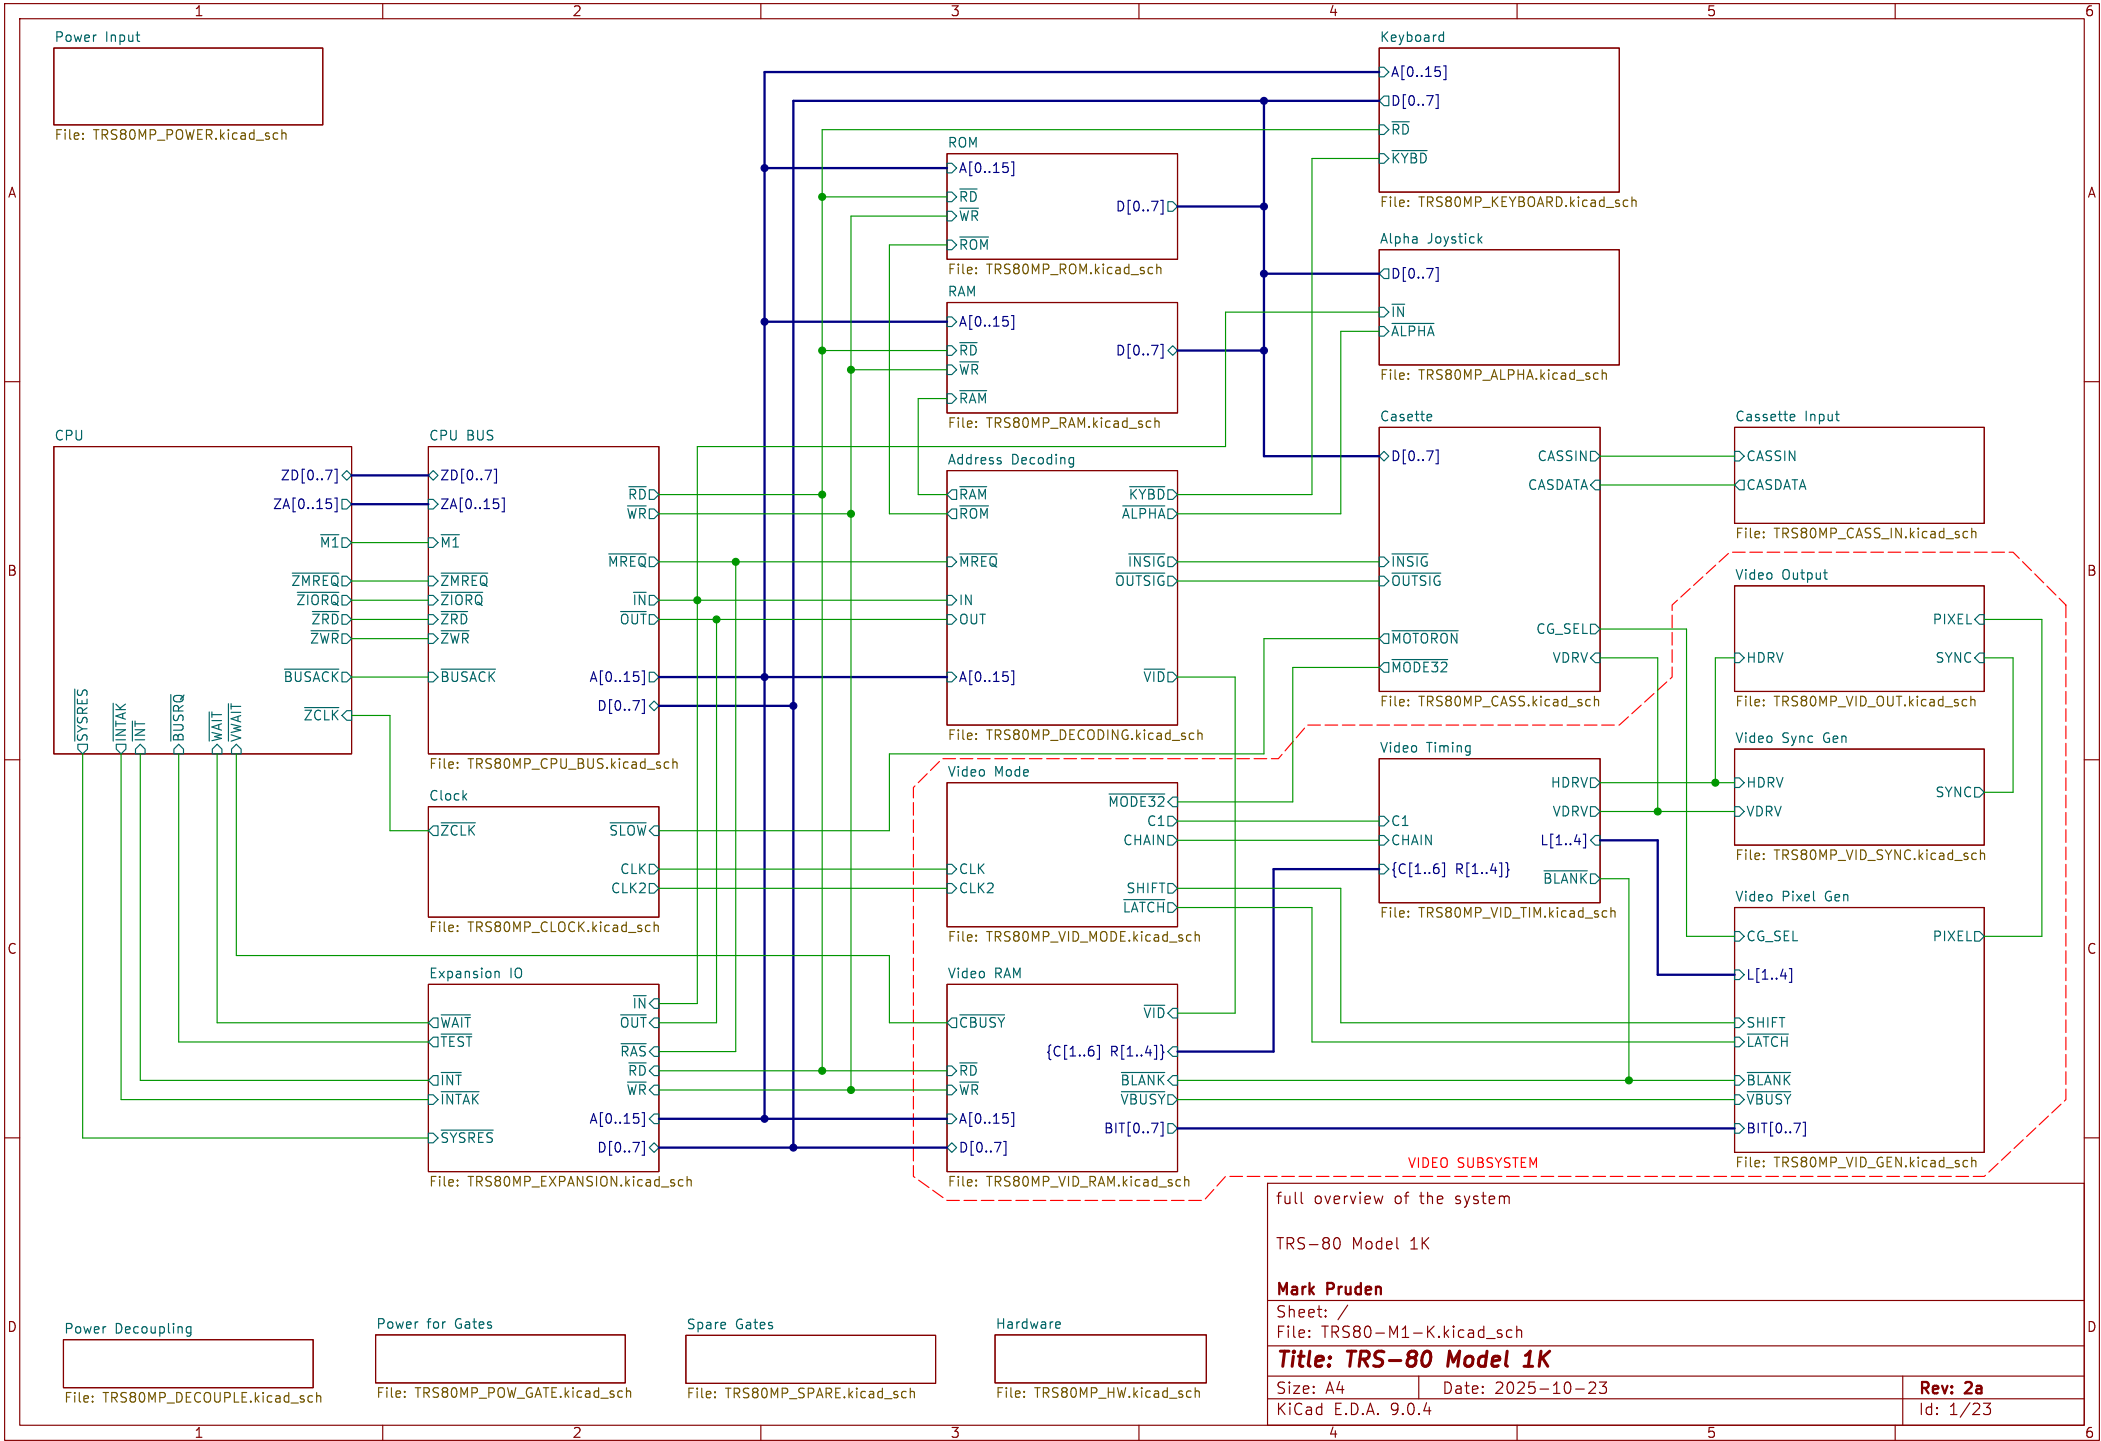 1 2 3 4 5 6
Power Input
File: TRS80MP_POWER.kicad_sch
Keyboard
A[0..15]
D[0..7]
RD
KYBD
File: TRS80MP_KEYBOARD.kicad_sch
ROM
A[0..15]
RD
WR
ROM
D[0..7]
File: TRS80MP_ROM.kicad_sch
A
A
Alpha Joystick
D[0..7]
IN
ALPHA
File: TRS80MP_ALPHA.kicad_sch
RAM
A[0..15]
RD
WR
RAM
D[0..7]
File: TRS80MP_RAM.kicad_sch
CPU
ZD[0..7]
ZA[0..15]
M1
ZMREQ
ZIORQ
ZRD
ZWR
BUSACK
ZCLK
SYSRES
INTAK
INT
BUSRQ
WAIT
VWAIT
CPU BUS
ZD[0..7]
ZA[0..15]
M1
ZMREQ
ZIORQ
ZRD
ZWR
BUSACK
RD
WR
MREQ
IN
OUT
A[0..15]
D[0..7]
File: TRS80MP_CPU_BUS.kicad_sch
Address Decoding
RAM
ROM
MREQ
IN
OUT
A[0..15]
KYBD
ALPHA
INSIG
OUTSIG
VID
File: TRS80MP_DECODING.kicad_sch
Casette
D[0..7]
INSIG
OUTSIG
MOTORON
MODE32
CASSIN
CASDATA
CG_SEL
VDRV
File: TRS80MP_CASS.kicad_sch
Cassette Input
CASSIN
CASDATA
File: TRS80MP_CASS_IN.kicad_sch
B
B
Video Output
HDRV
PIXEL
SYNC
File: TRS80MP_VID_OUT.kicad_sch
Clock
ZCLK
SLOW
CLK
CLK2
File: TRS80MP_CLOCK.kicad_sch
Video Mode
CLK
CLK2
MODE32
C1
CHAIN
SHIFT
LATCH
File: TRS80MP_VID_MODE.kicad_sch
Video Timing
C1
CHAIN
{C[1..6] R[1..4]}
HDRV
VDRV
L[1..4]
BLANK
File: TRS80MP_VID_TIM.kicad_sch
Video Sync Gen
HDRV
VDRV
SYNC
File: TRS80MP_VID_SYNC.kicad_sch
C
C
Expansion IO
WAIT
TEST
INT
INTAK
SYSRES
IN
OUT
RAS
RD
WR
A[0..15]
D[0..7]
File: TRS80MP_EXPANSION.kicad_sch
Video RAM
CBUSY
RD
WR
A[0..15]
D[0..7]
VID
{C[1..6] R[1..4]}
BLANK
VBUSY
BIT[0..7]
File: TRS80MP_VID_RAM.kicad_sch
Video Pixel Gen
CG_SEL
L[1..4]
SHIFT
LATCH
BLANK
VBUSY
BIT[0..7]
PIXEL
File: TRS80MP_VID_GEN.kicad_sch
VIDEO SUBSYSTEM
D
D
Power Decoupling
File: TRS80MP_DECOUPLE.kicad_sch
Power for Gates
File: TRS80MP_POW_GATE.kicad_sch
Spare Gates
File: TRS80MP_SPARE.kicad_sch
Hardware
File: TRS80MP_HW.kicad_sch
full overview of the system
TRS-80 Model 1K
Mark Pruden
Sheet: /
File: TRS80-M1-K.kicad_sch
Title: TRS-80 Model 1K
Size: A4 Date: 2025-10-23 Rev: 2a
KiCad E.D.A. 9.0.4 Id: 1/23
1 2 3 4 5 6